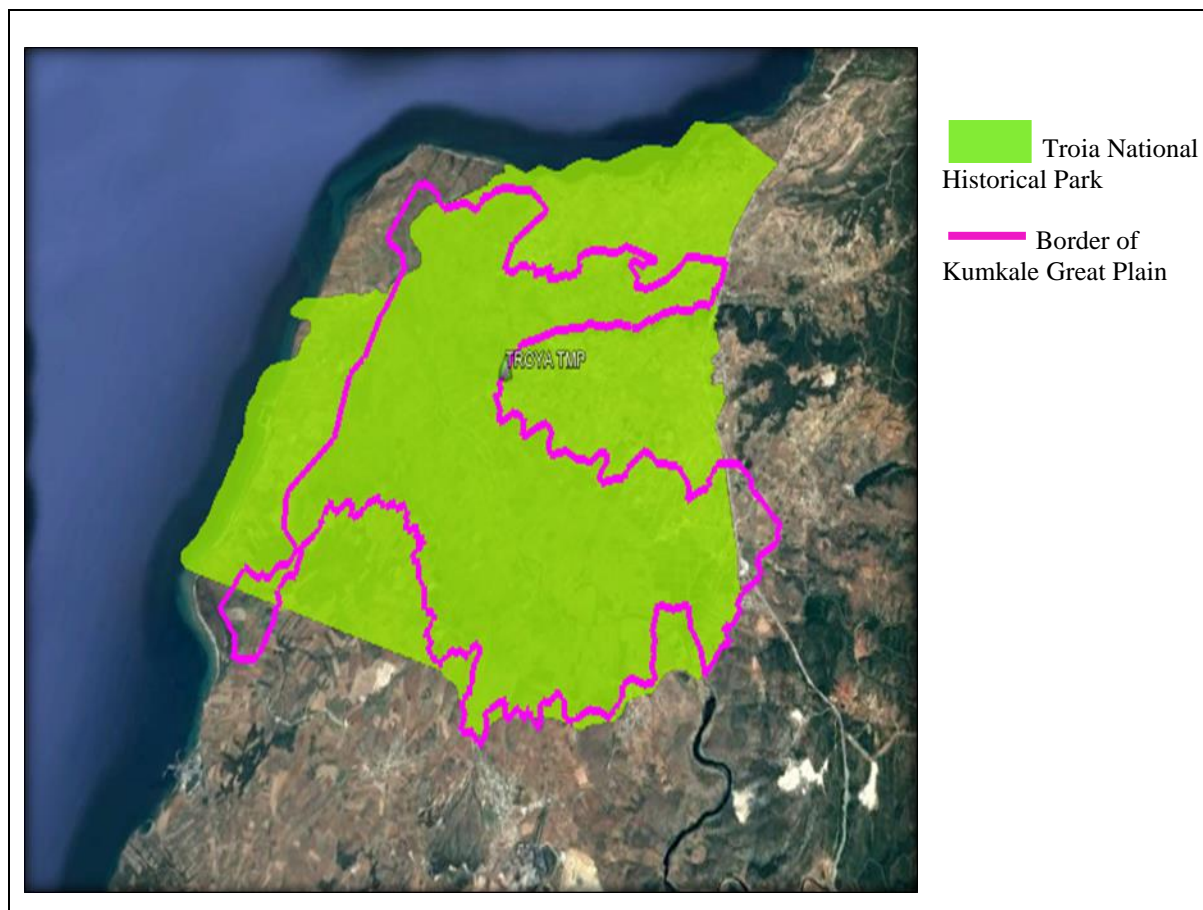 Troia National
Historical Park
Border of
Kumkale Great Plain
TROYA TMP